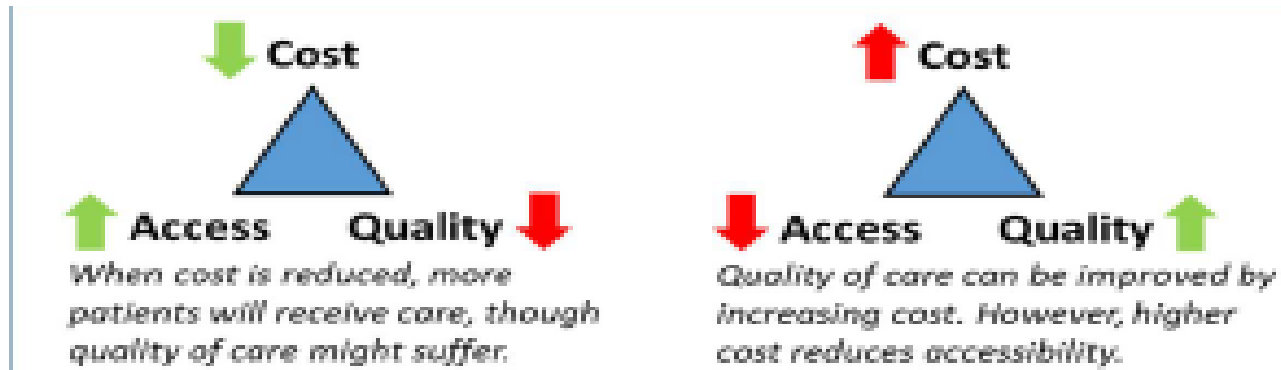 Cost
Access Quality
When cost is reduced, more
patients will receive care, though
quality of care might suffer.
Cost
Access Quality
Quality of care can be improved by
increasing cost. However, higher
cost reduces accessibility.